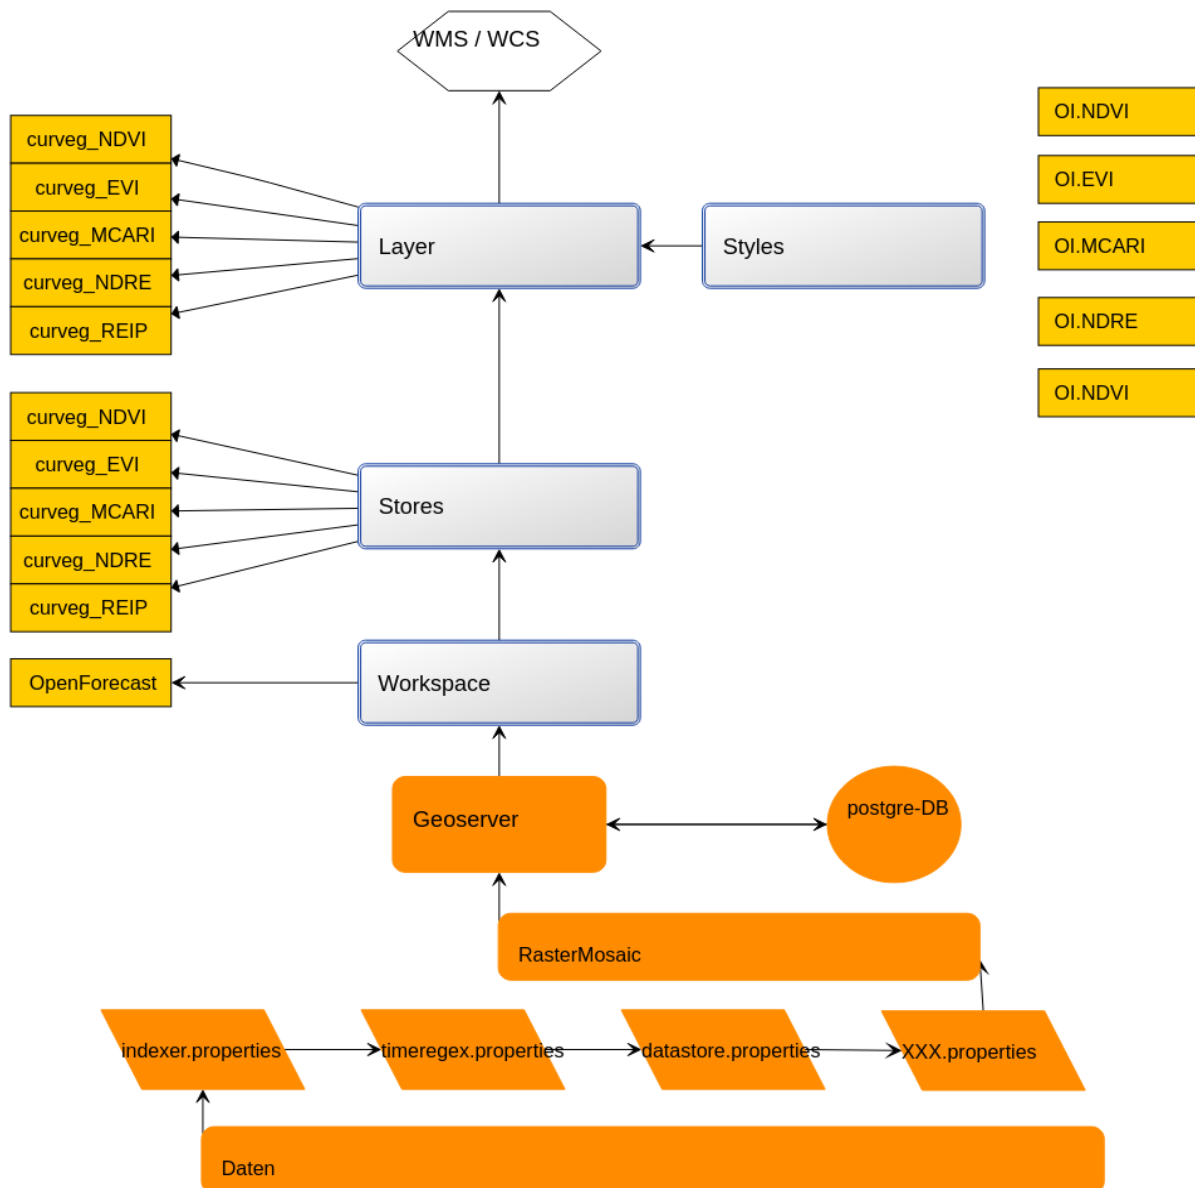 WMS / WCS
OI.NDVI
curveg_NDVI
OI.EVI
curveg_EVI
curveg_MCARI
Layer
Styles
OI.MCARI
curveg_NDRE
OI.NDRE
curveg_REIP
OI.NDVI
curveg_NDVI
curveg_EVI
curveg_MCARI
Stores
curveg_NDRE
curveg_REIP
OpenForecast
Workspace
Geoserver
postgre-DB
RasterMosaic
indexer.properties
timeregex.properties
datastore.properties
XXX.properties
Daten